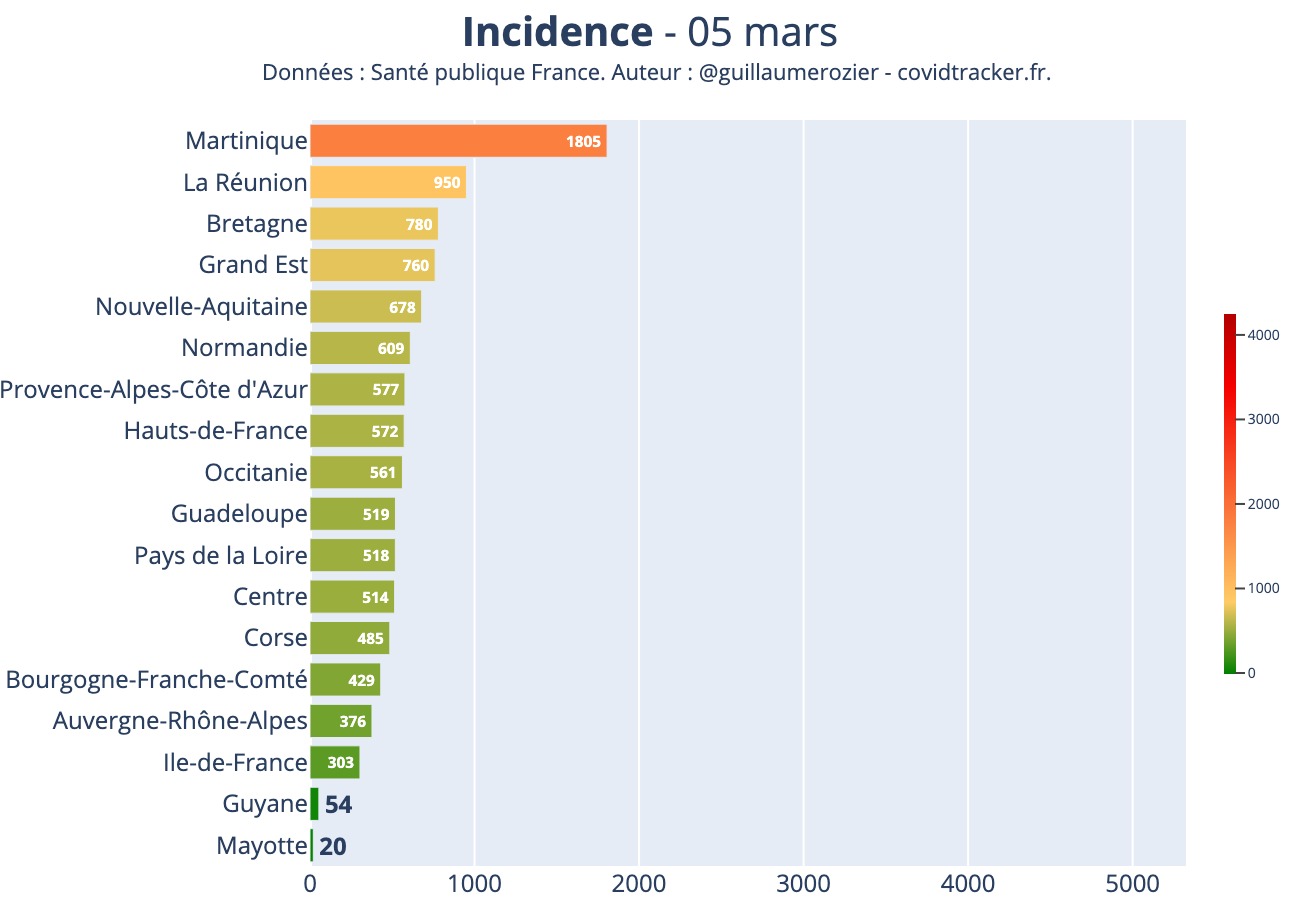 Incidence - 05 mars
Données : Santé publique France. Auteur : @guillaumerozier - covidtracker.fr.
Martinique 1805
La Réunion 950
Bretagne 780
Grand Est 760
Nouvelle-Aquitaine 678
Normandie 609
Provence-Alpes-Côte d'Azur 577
Hauts-de-France 572
Occitanie 561
Guadeloupe 519
Pays de la Loire 518
Centre 514
Corse 485
Bourgogne-Franche-Comté 429
Auvergne-Rhône-Alpes 376
Ile-de-France 303
Guyane 54
Mayotte 20
0 1000 2000 3000 4000 5000
4000
3000
2000
1000
0